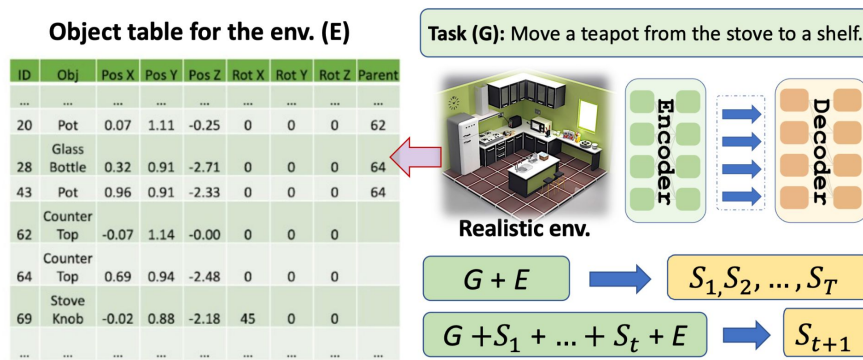 Object table for the env. (E)
ID Obj Pos X Pos Y Pos Z Rot X Rot Y Rot Z Parent
... ... ... ... ... ... ... ... ...
20 Pot 0.07 1.11 -0.25 0 0 0 62
28 Glass Bottle 0.32 0.91 -2.71 0 0 0 64
43 Pot 0.96 0.91 -2.33 0 0 0 64
62 Counter Top -0.07 1.14 -0.00 0 0 0
64 Counter Top 0.69 0.94 -2.48 0 0 0
69 Stove Knob -0.02 0.88 -2.18 45 0 0
... ... ... ... ... ... ... ... ...
Task (G): Move a teapot from the stove to a shelf.
Realistic env.
Encoder
Decoder
G + E
S₁, S₂, ... , S_T
G +S₁ + ... + S_t + E
S_{t+1}